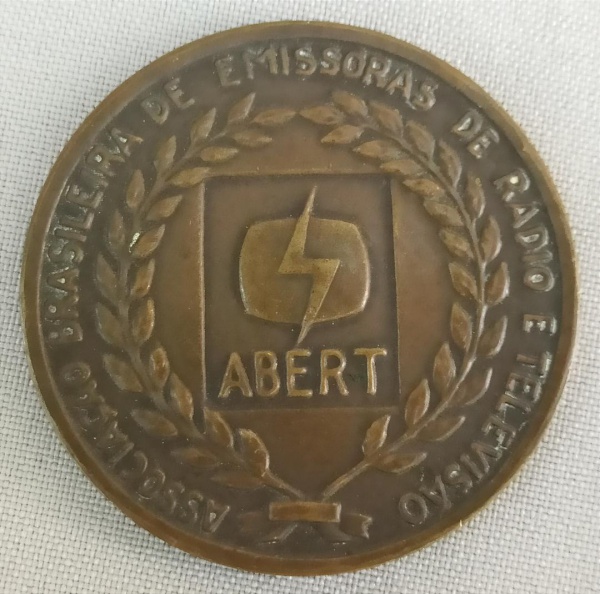 ASSOCIAÇÃO BRASILEIRA DE EMISSORAS DE RÁDIO E TELEVISÃO
ABERT